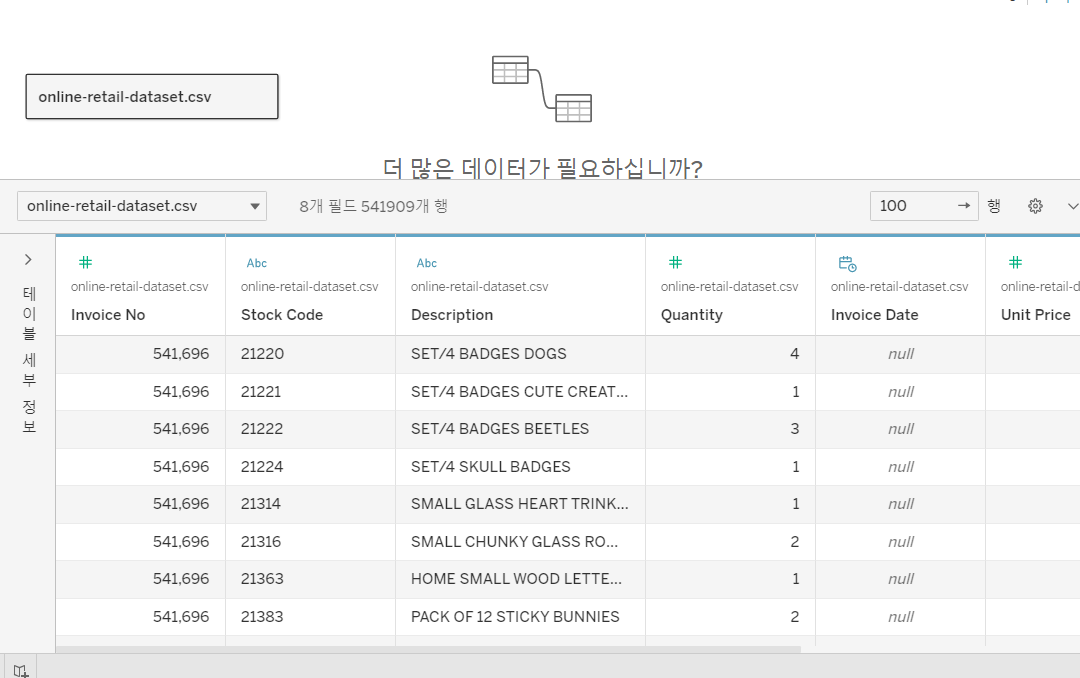 online-retail-dataset.csv
더 많은 데이터가 필요하십니까?
online-retail-dataset.csv 8개 필드 541909개 행 100 → 행
테이블 세부 정보
# Abc Abc # #
online-retail-dataset.csv online-retail-dataset.csv online-retail-dataset.csv online-retail-dataset.csv online-retail-dataset.csv online-retail-d
Invoice No Stock Code Description Quantity Invoice Date Unit Price
541,696 21220 SET/4 BADGES DOGS 4 null
541,696 21221 SET/4 BADGES CUTE CREAT... 1 null
541,696 21222 SET/4 BADGES BEETLES 3 null
541,696 21224 SET/4 SKULL BADGES 1 null
541,696 21314 SMALL GLASS HEART TRINK... 1 null
541,696 21316 SMALL CHUNKY GLASS RO... 2 null
541,696 21363 HOME SMALL WOOD LETTE... 1 null
541,696 21383 PACK OF 12 STICKY BUNNIES 2 null